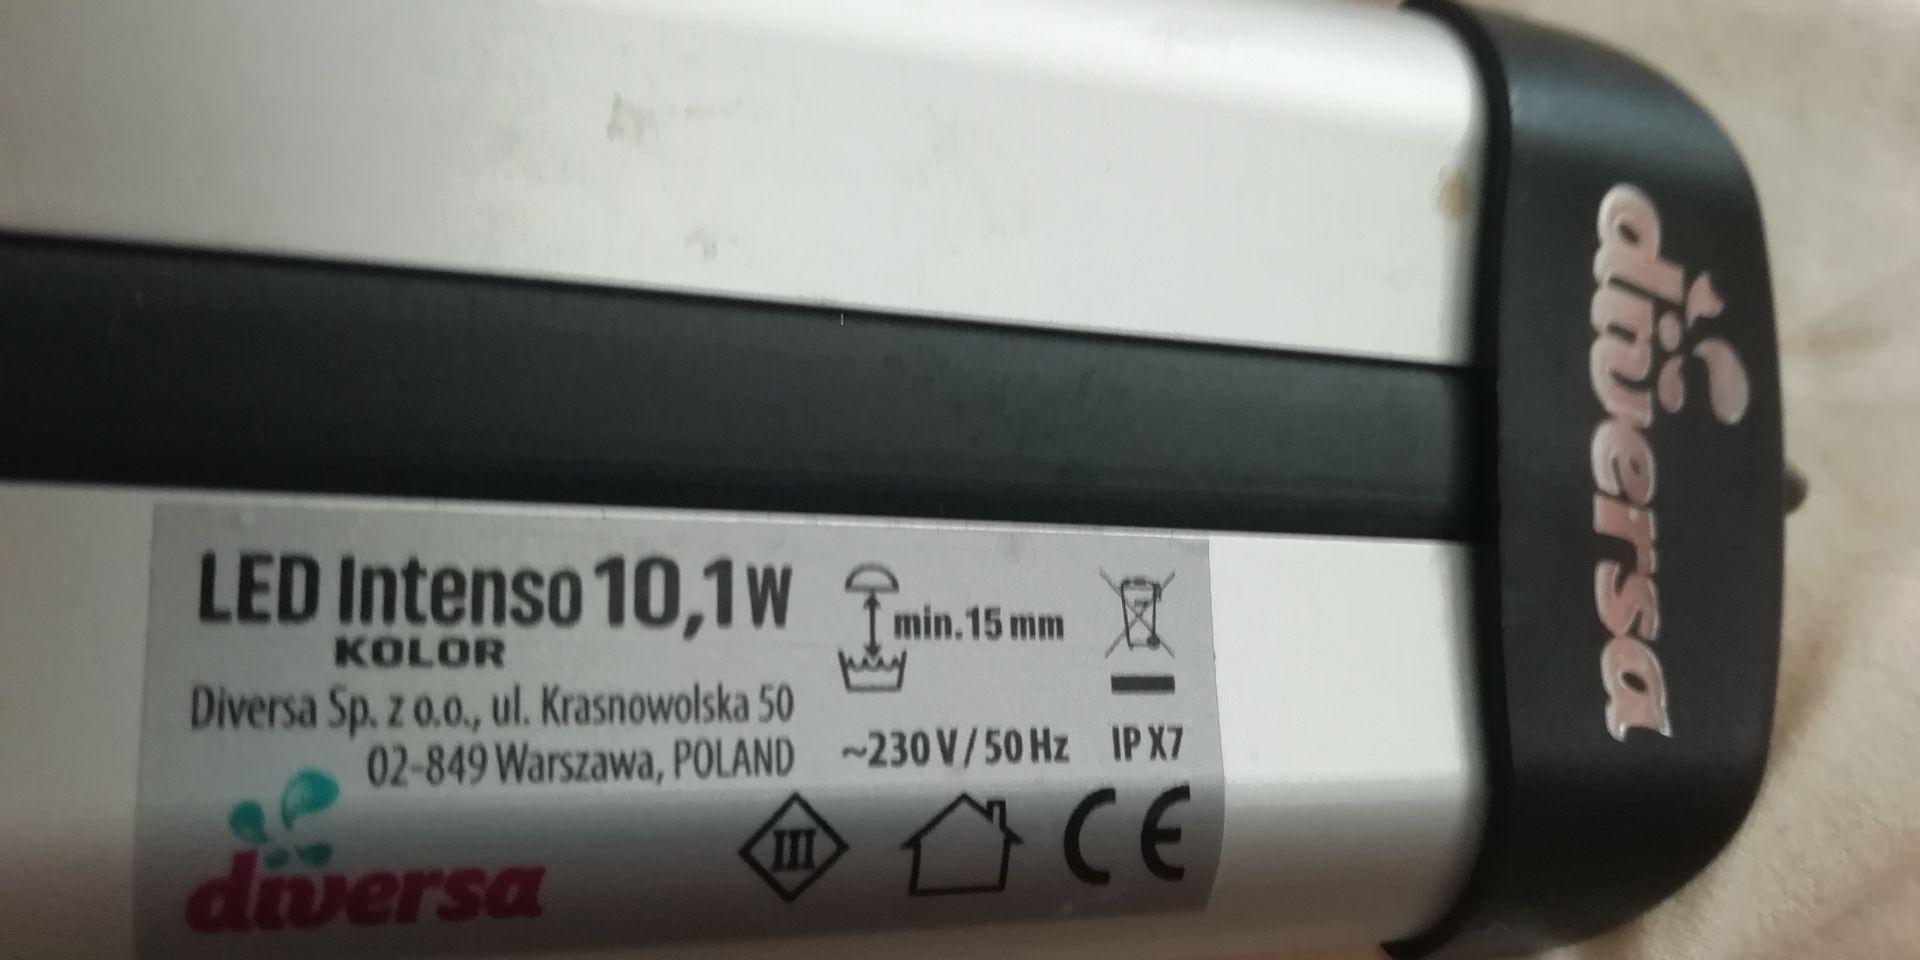 LED Intenso 10,1W
KOLOR
min. 15 mm
Diversa Sp. z o.o., ul. Krasnowolska 50
02-849 Warszawa, POLAND
~230 V / 50 Hz
IP X7
diversa
III
CE
diversa